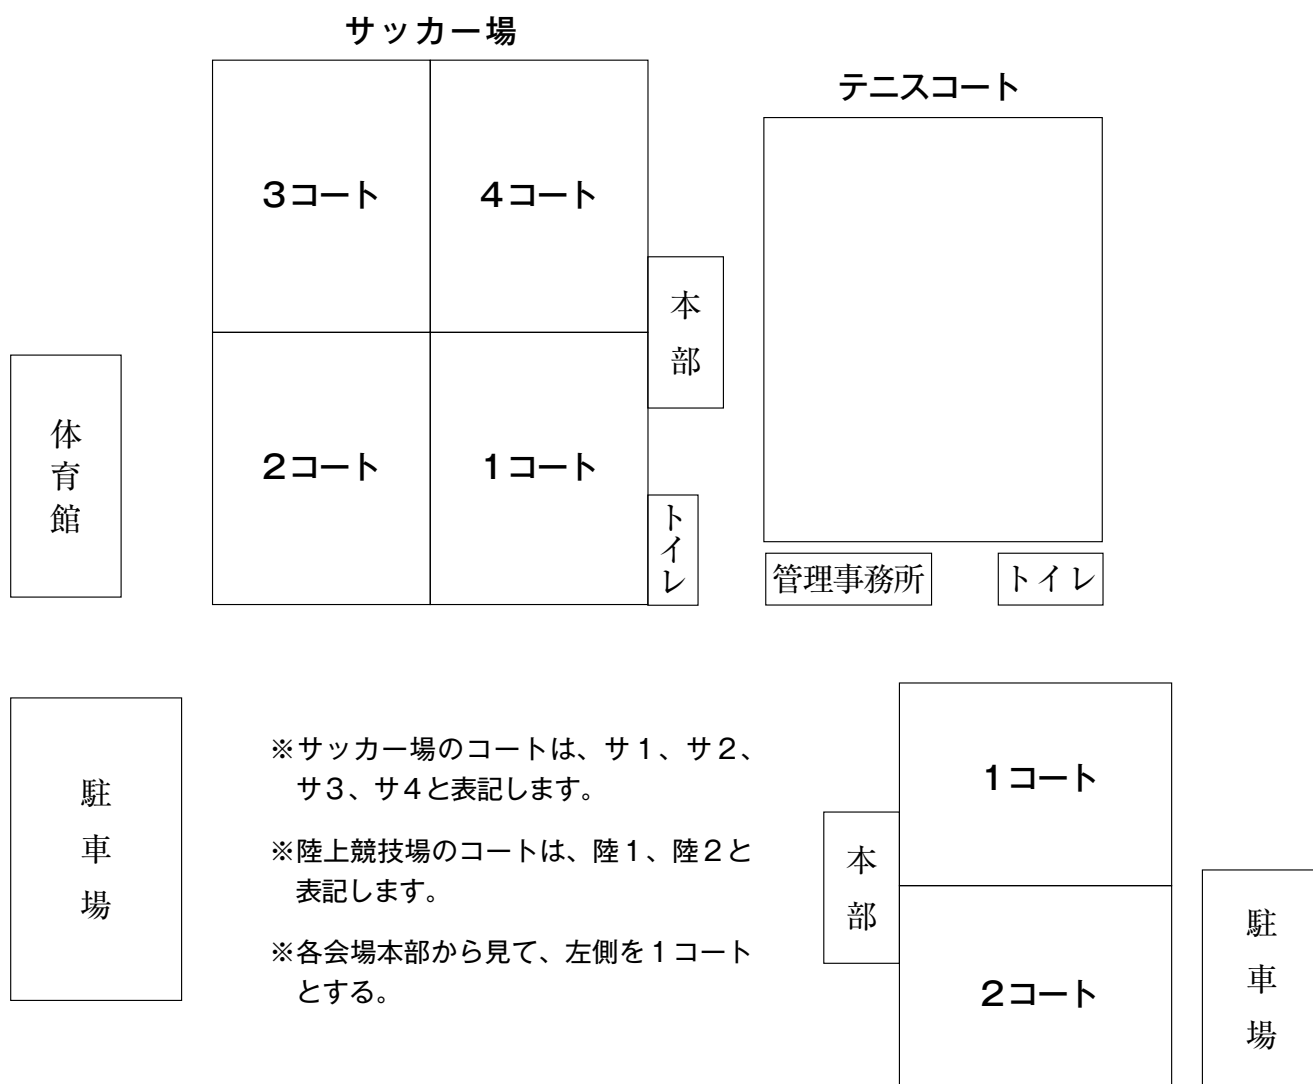 サッカー場
テニスコート
3コート
4コート
本部
体育館
2コート
1コート
トイレ
管理事務所
トイレ
駐車場
※サッカー場のコートは、サ1、サ2、
サ3、サ4と表記します。
※陸上競技場のコートは、陸1、陸2と
表記します。
※各会場本部から見て、左側を1コート
とする。
1コート
本部
2コート
駐車場